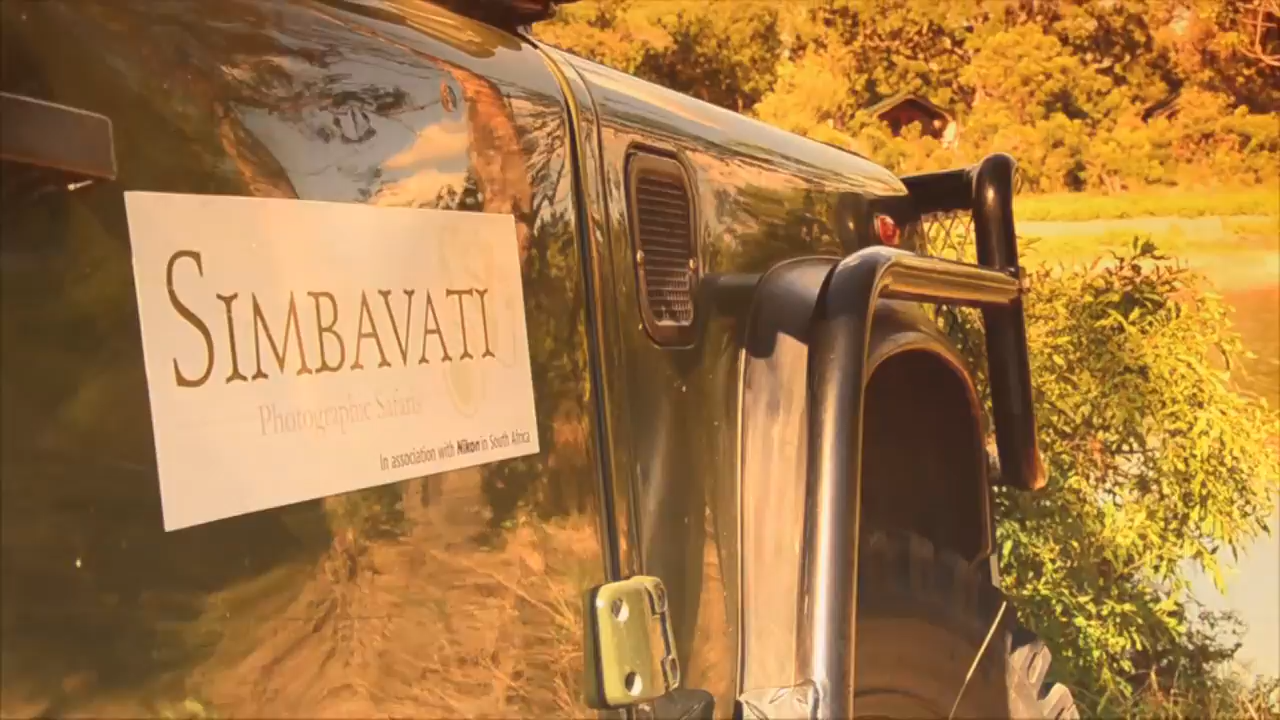 SIMBAVATI
Photographic Safaris
In association with Nikon in South Africa